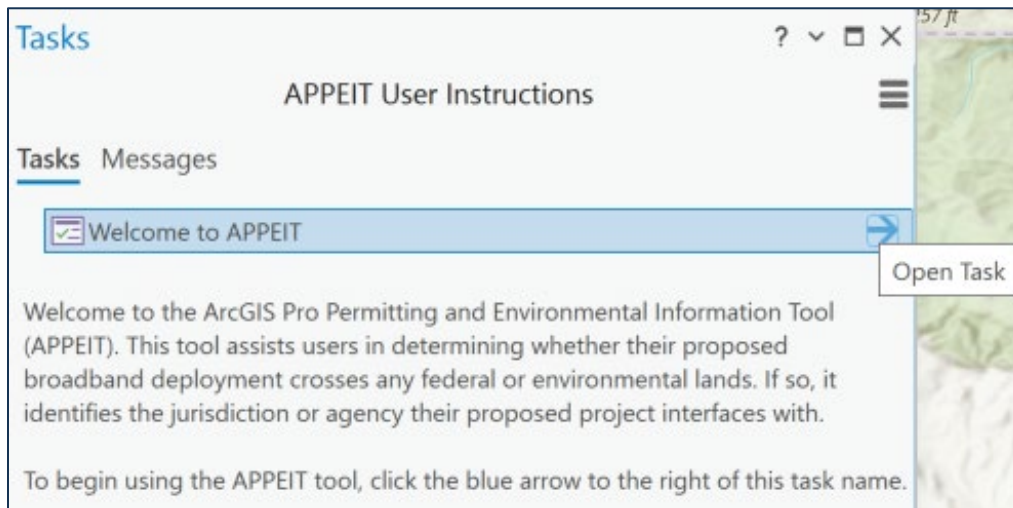 257 ft
Tasks ?
APPEIT User Instructions
Tasks Messages
Welcome to APPEIT
Open Task
Welcome to the ArcGIS Pro Permitting and Environmental Information Tool
(APPEIT). This tool assists users in determining whether their proposed
broadband deployment crosses any federal or environmental lands. If so, it
identifies the jurisdiction or agency their proposed project interfaces with.
To begin using the APPEIT tool, click the blue arrow to the right of this task name.